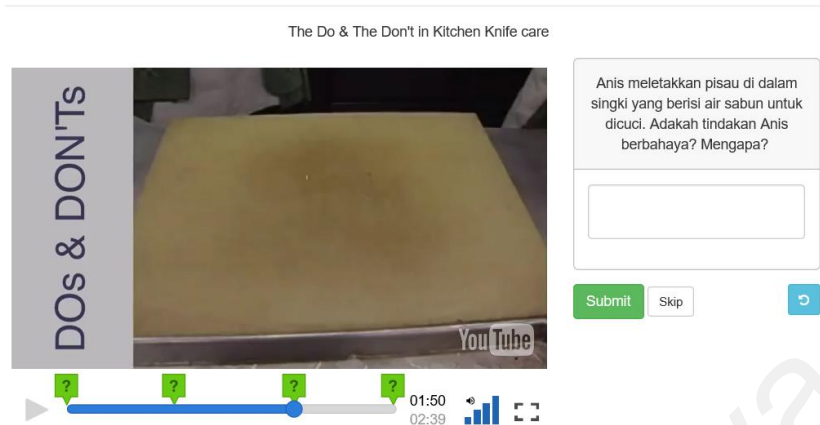 The Do & The Don't in Kitchen Knife care
DOs & DON'Ts
YouTube
? ? ? ?
01:50
02:39
Anis meletakkan pisau di dalam
singki yang berisi air sabun untuk
dicuci. Adakah tindakan Anis
berbahaya? Mengapa?
Submit Skip